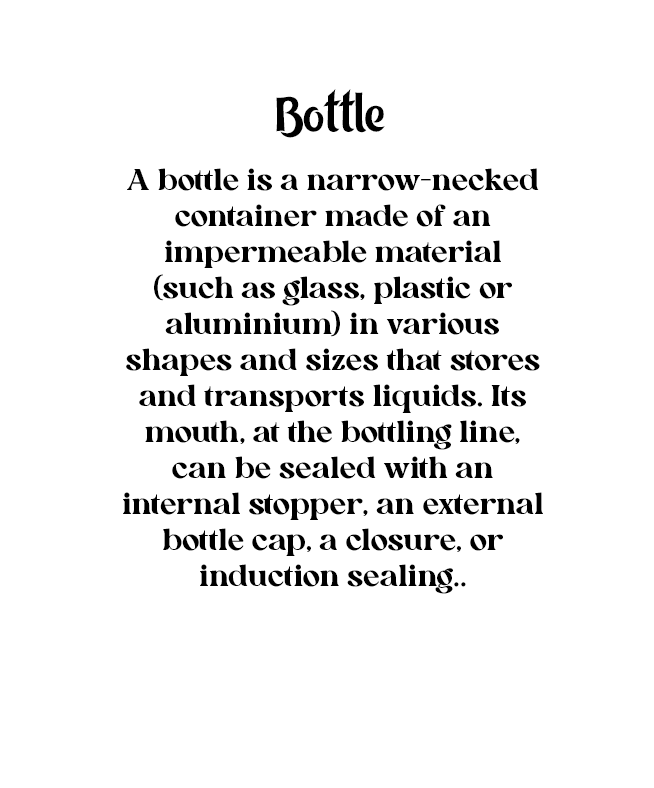 Bottle
A bottle is a narrow-necked
container made of an
impermeable material
(such as glass, plastic or
aluminium) in various
shapes and sizes that stores
and transports liquids. Its
mouth, at the bottling line,
can be sealed with an
internal stopper, an external
bottle cap, a closure, or
induction sealing..